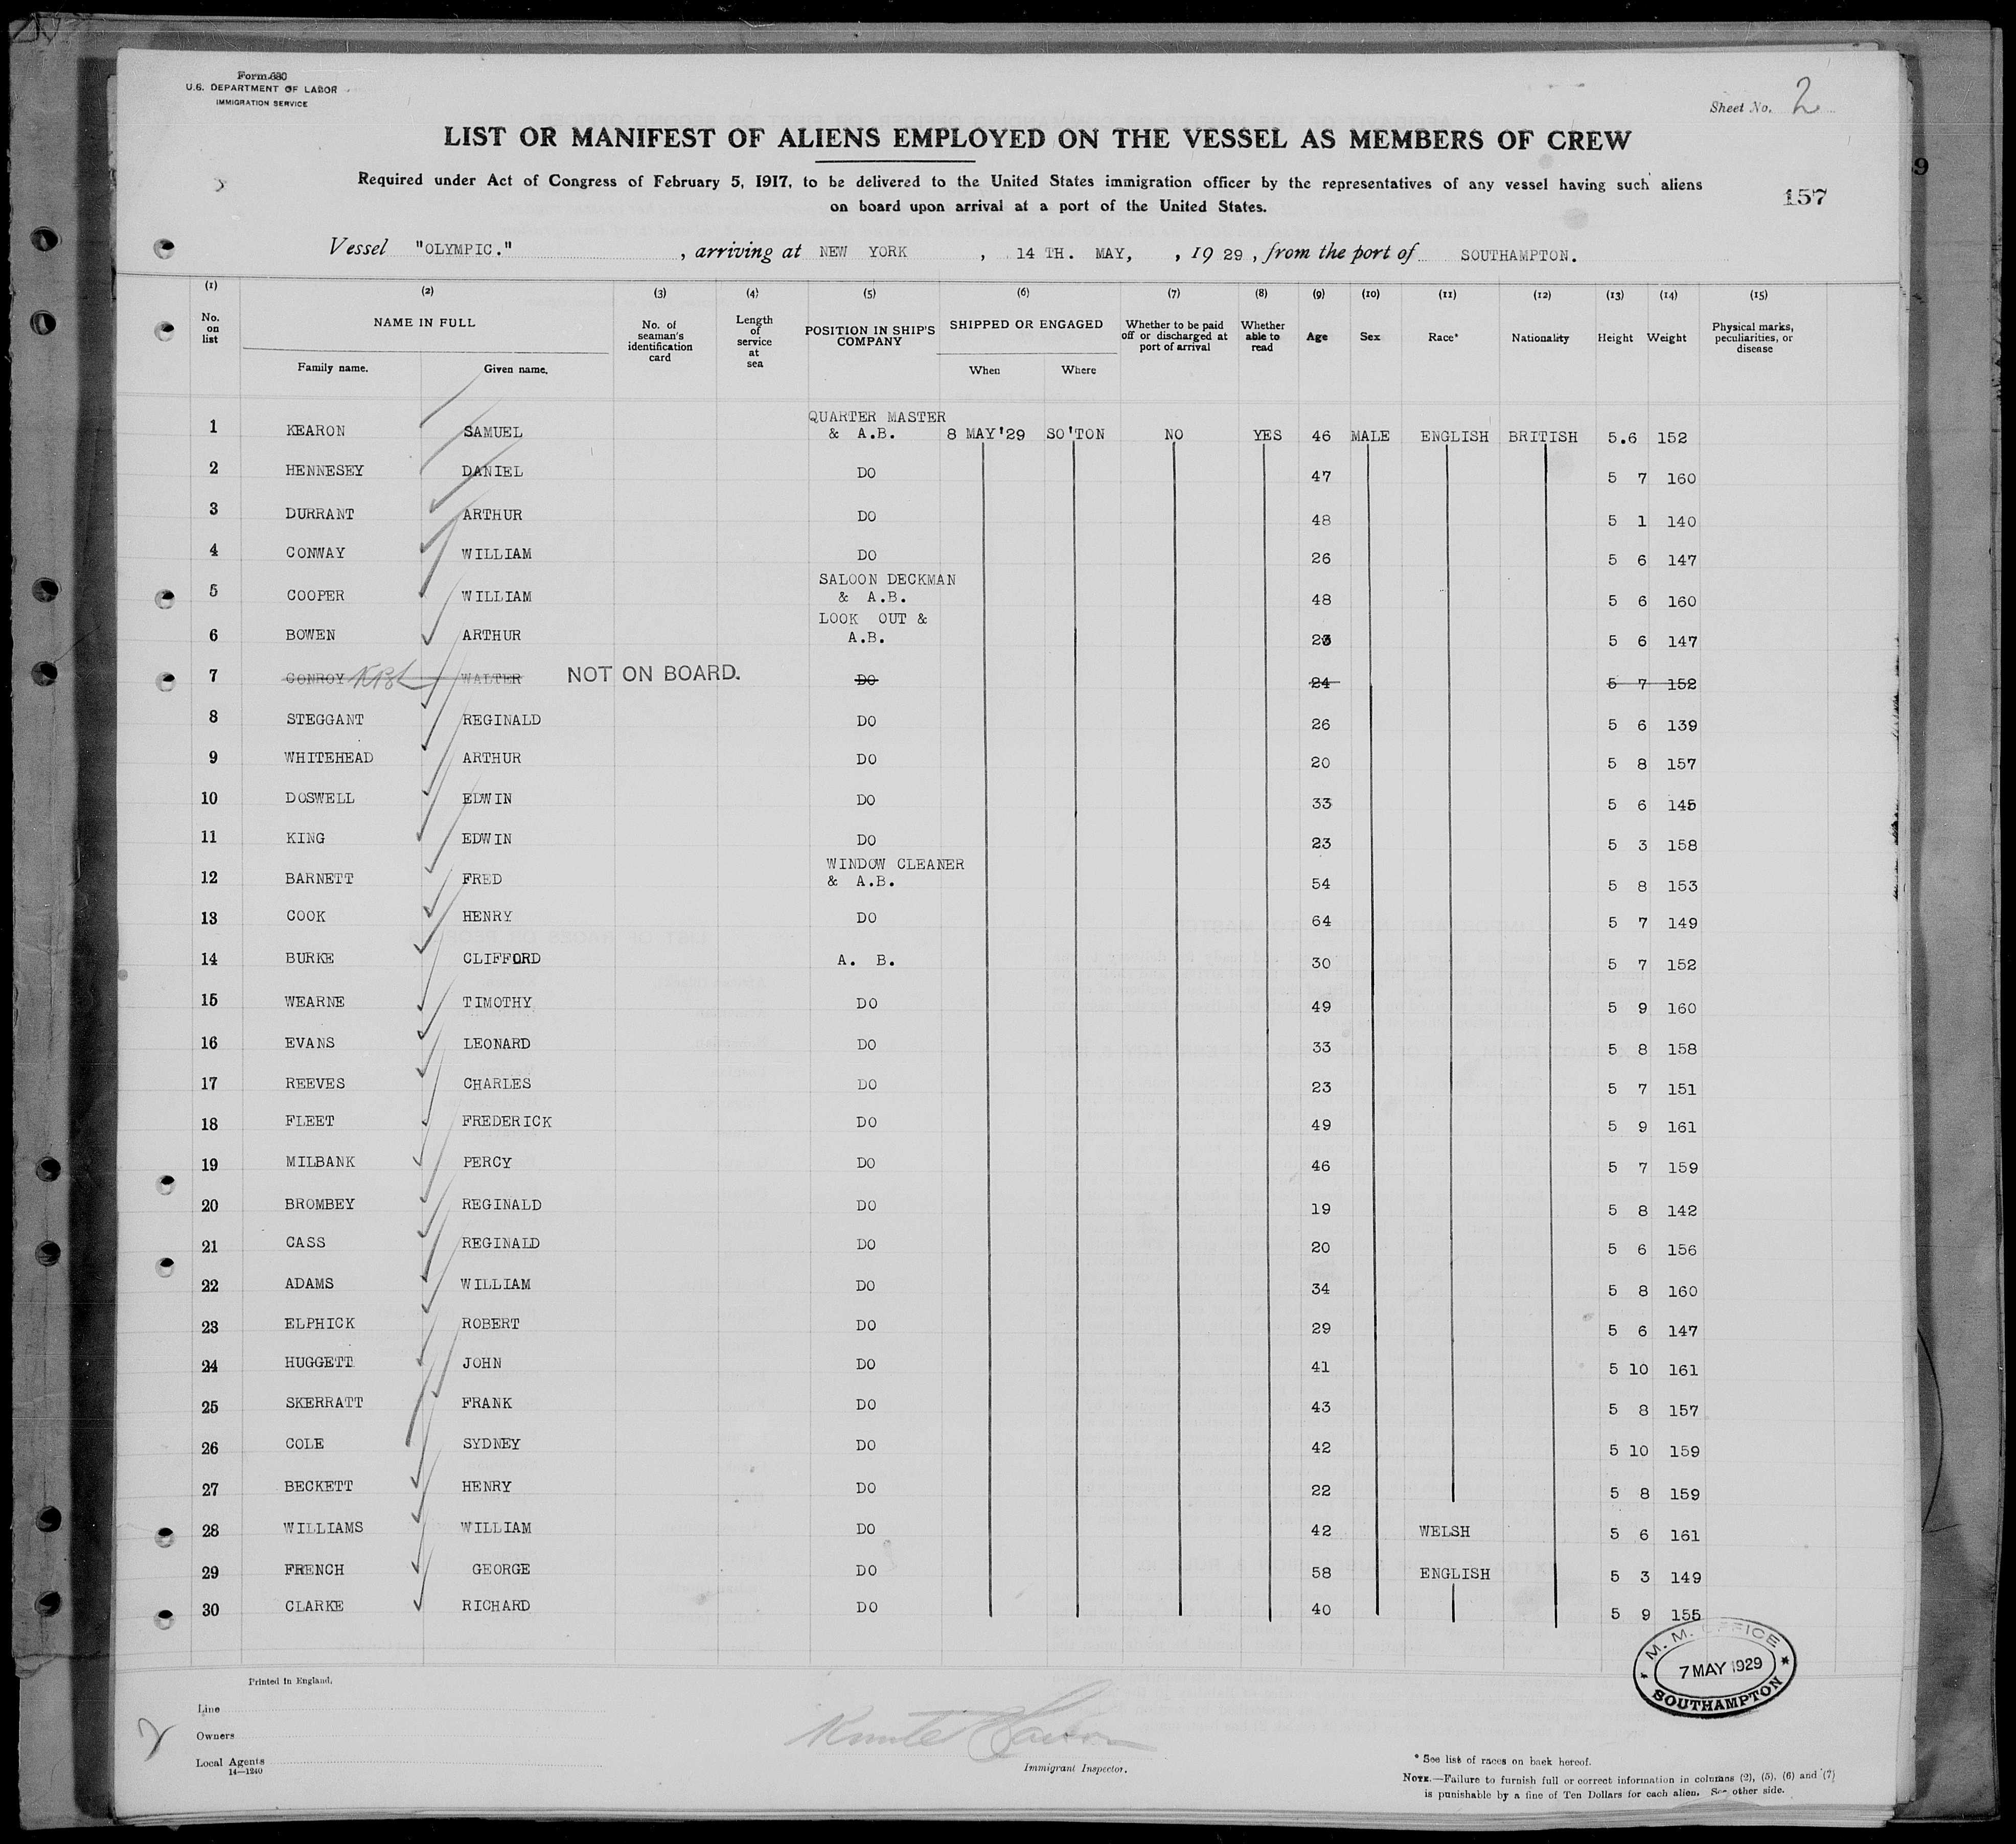 Form 680
U.S. DEPARTMENT OF LABOR
IMMIGRATION SERVICE
Sheet No. 2
LIST OR MANIFEST OF ALIENS EMPLOYED ON THE VESSEL AS MEMBERS OF CREW
Required under Act of Congress of February 5, 1917, to be delivered to the United States immigration officer by the representatives of any vessel having such aliens
on board upon arrival at a port of the United States.
157
9
Vessel "OLYMPIC." , arriving at NEW YORK , 14 TH. MAY, , 19 29 , from the port of SOUTHAMPTON.
(1) (2) (3) (4) (5) (6) (7) (8) (9) (10) (11) (12) (13) (14) (15)
No. on list NAME IN FULL No. of seaman's identification card Length of service at sea POSITION IN SHIP'S COMPANY SHIPPED OR ENGAGED Whether to be paid off or discharged at port of arrival Whether able to read Age Sex Race* Nationality Height Weight Physical marks, peculiarities, or disease
Family name. Given name. When Where
1 KEARON SAMUEL QUARTER MASTER & A.B. 8 MAY'29 SO'TON NO YES 46 MALE ENGLISH BRITISH 5.6 152
2 HENNESEY DANIEL DO 47 5 7 160
3 DURRANT ARTHUR DO 48 5 1 140
4 CONWAY WILLIAM DO 26 5 6 147
5 COOPER WILLIAM SALOON DECKMAN & A.B. 48 5 6 160
6 BOWEN ARTHUR LOOK OUT & A.B. 5 6 147
7 CONROY WALTER NOT ON BOARD. DO 24 5 7 152
8 STEGGANT REGINALD DO 26 5 6 139
9 WHITEHEAD ARTHUR DO 20 5 8 157
10 DOSWELL EDWIN DO 33 5 6 145
11 KING EDWIN DO 23 5 3 158
12 BARNETT FRED WINDOW CLEANER & A.B. 54 5 8 153
13 COOK HENRY DO 64 5 7 149
14 BURKE CLIFFORD A. B. 30 5 7 152
15 WEARNE TIMOTHY DO 49 5 9 160
16 EVANS LEONARD DO 33 5 8 158
17 REEVES CHARLES DO 23 5 7 151
18 FLEET FREDERICK DO 49 5 9 161
19 MILBANK PERCY DO 46 5 7 159
20 BROMBEY REGINALD DO 19 5 8 142
21 CASS REGINALD DO 20 5 6 156
22 ADAMS WILLIAM DO 34 5 8 160
23 ELPHICK ROBERT DO 29 5 6 147
24 HUGGETT JOHN DO 41 5 10 161
25 SKERRATT FRANK DO 43 5 8 157
26 COLE SYDNEY DO 42 5 10 159
27 BECKETT HENRY DO 22 5 8 159
28 WILLIAMS WILLIAM DO 42 WELSH 5 6 161
29 FRENCH GEORGE DO 58 ENGLISH 5 3 149
30 CLARKE RICHARD DO 40 5 9 155
M. M. OFFICE
7 MAY 1929
SOUTHAMPTON
Printed in England.
Line
Owners
Local Agents
14—1240
Immigrant Inspector.
* See list of races on back hereof.
NOTE.—Failure to furnish full or correct information in columns (2), (5), (6) and (7)
is punishable by a fine of Ten Dollars for each alien. See other side.